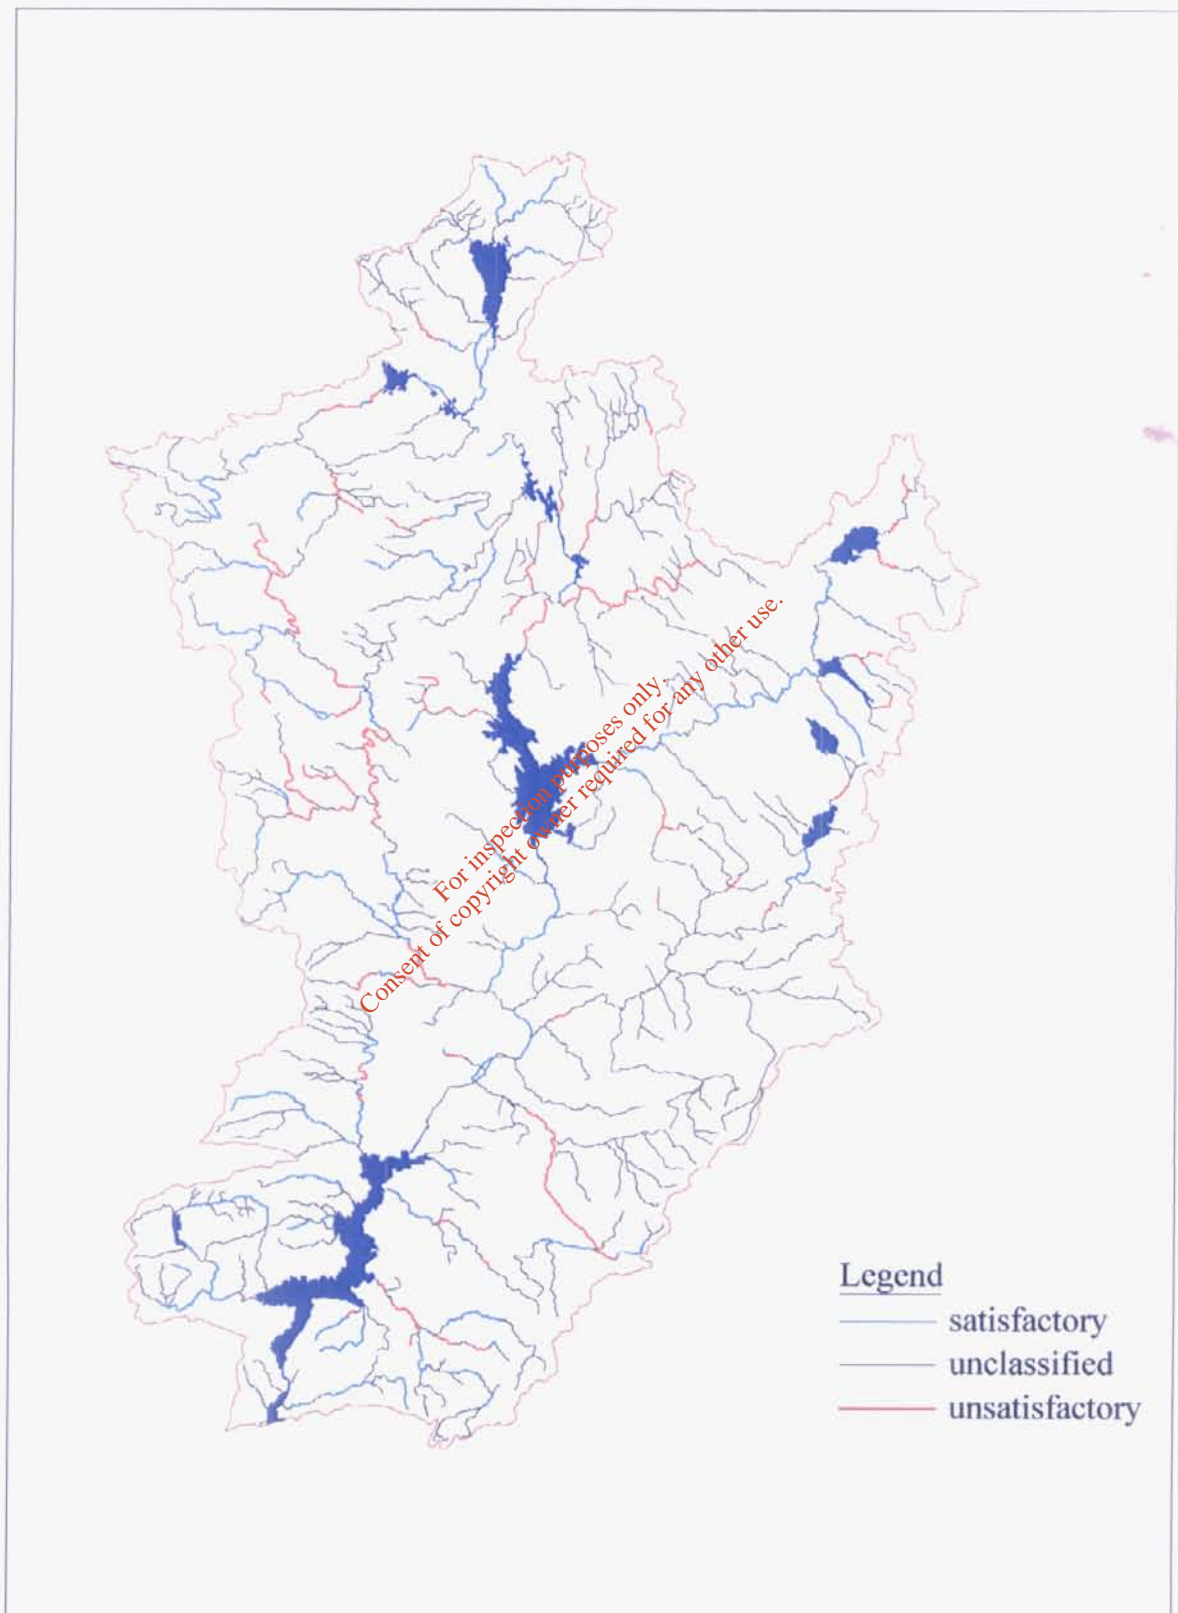 For inspection purposes only.
Consent of copyright owner required for any other use.
Legend
satisfactory
unclassified
unsatisfactory